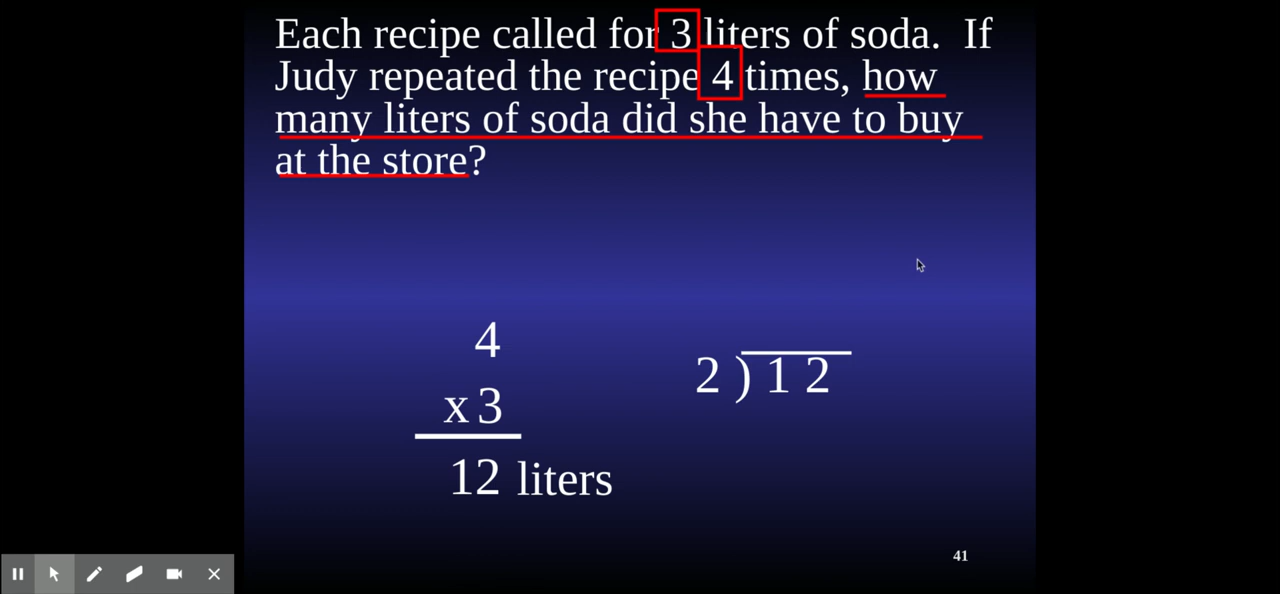 Each recipe called for 3 liters of soda. If
Judy repeated the recipe 4 times, how
many liters of soda did she have to buy
at the store?
4
x 3
12 liters
2 ) 1 2
41